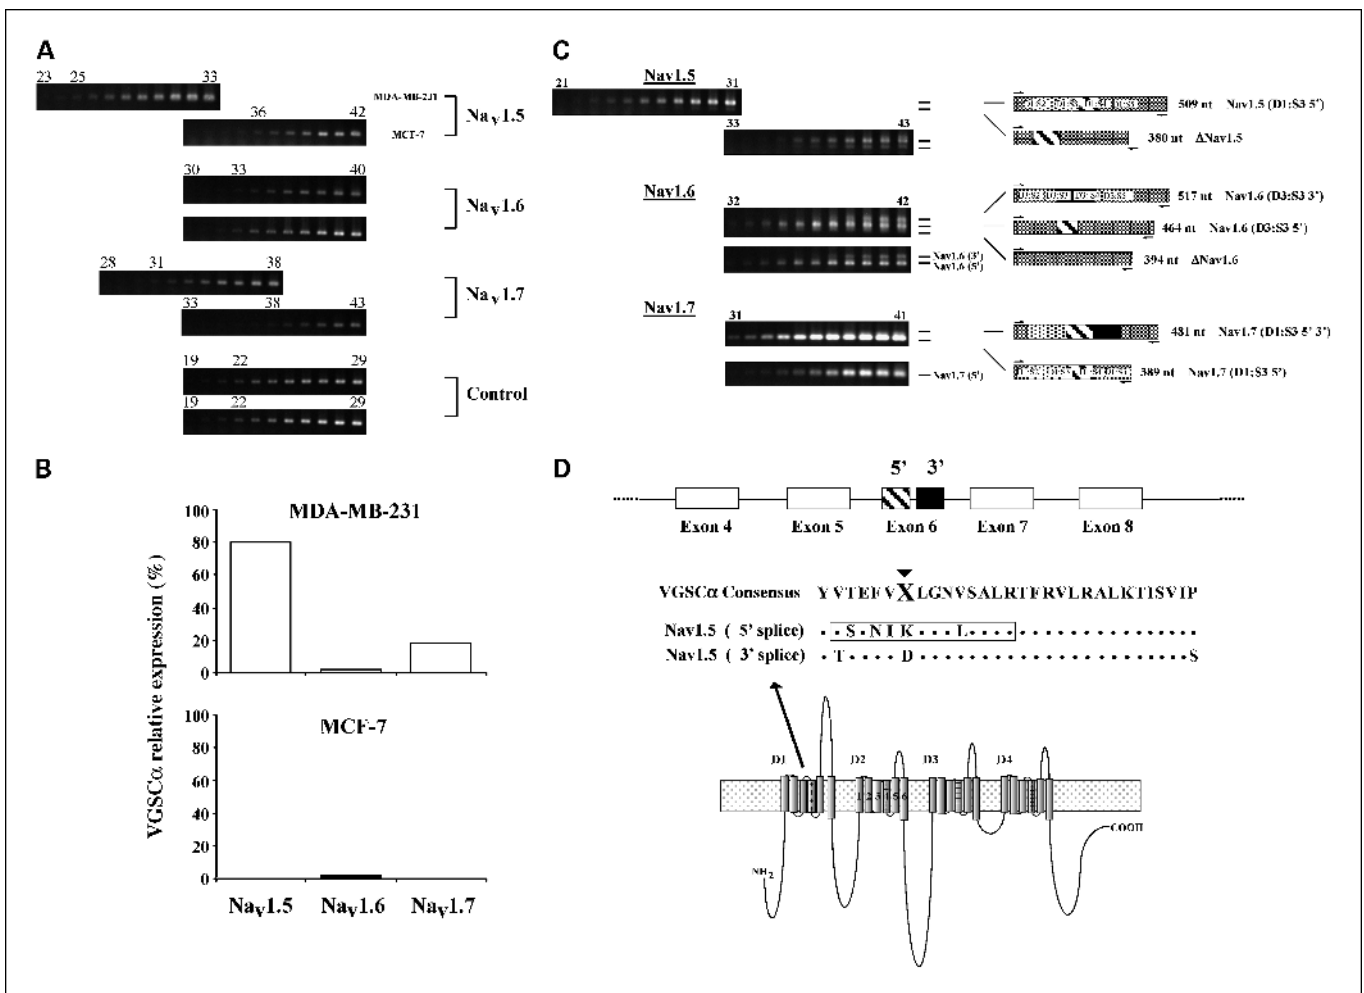 A
23 25 33
MDA-MB-231
36 42
MCF-7
Nav1.5
30 33 40
Nav1.6
28 31 38
33 38 43
Nav1.7
19 22 29
19 22 29
Control
B
VGSCα relative expression (%)
MDA-MB-231
100
80
60
40
20
0
MCF-7
100
80
60
40
20
0
Nav1.5 Nav1.6 Nav1.7
C
Nav1.5
21 31
33 43
509 nt Nav1.5 (D1:S3 5')
380 nt ΔNav1.5
Nav1.6
32 42
Nav1.6 (3')
Nav1.6 (5')
517 nt Nav1.6 (D3:S3 3')
464 nt Nav1.6 (D3:S3 5')
394 nt ΔNav1.6
Nav1.7
31 41
Nav1.7 (5')
481 nt Nav1.7 (D1:S3 5' 3')
389 nt Nav1.7 (D1:S3 5')
D
5' 3'
Exon 4 Exon 5 Exon 6 Exon 7 Exon 8
VGSCα Consensus YVTEFVXLGNVSALRTFRVLRALKTISVIP
Nav1.5 ( 5' splice) · · S · N I K · · · L · · · · · · · · · · · · · · · · · · ·
Nav1.5 ( 3' splice) · T · · · · D · · · · · · · · · · · · · · · · · · · · · · S
D1 D2 D3 D4
1 2 3 4 5 6
NH2
COOH